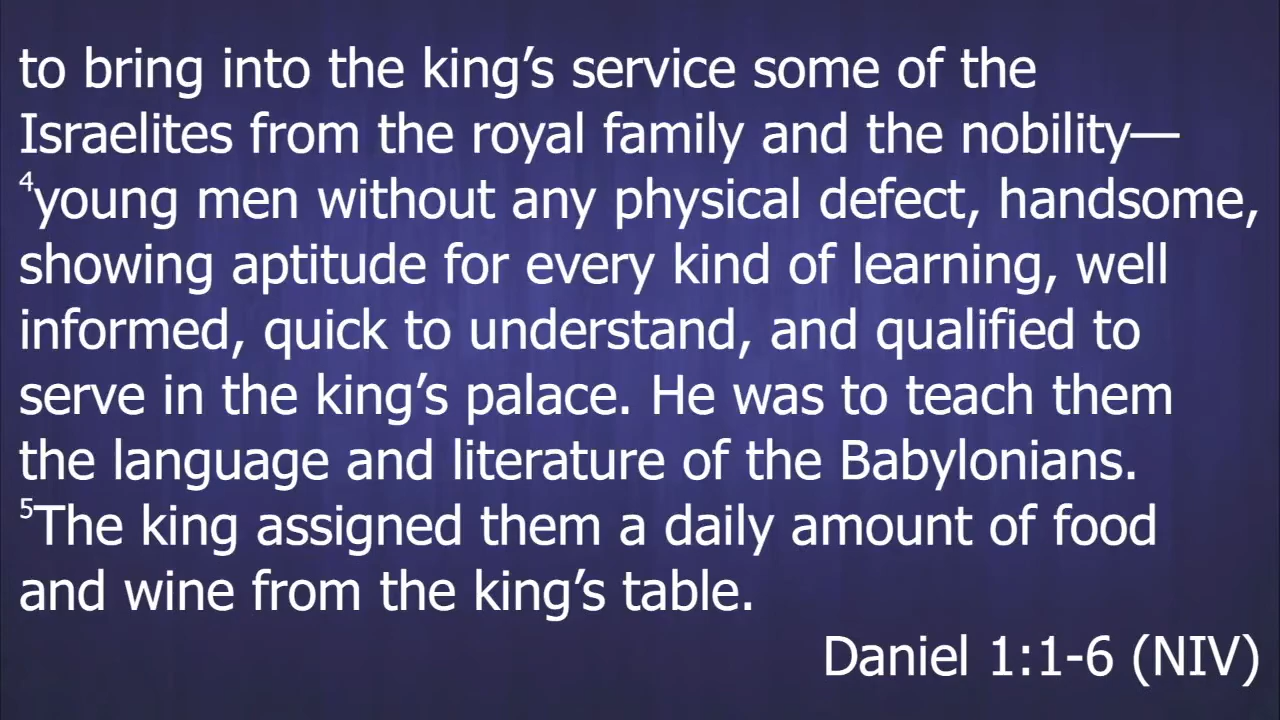 to bring into the king’s service some of the
Israelites from the royal family and the nobility—
⁴young men without any physical defect, handsome,
showing aptitude for every kind of learning, well
informed, quick to understand, and qualified to
serve in the king’s palace. He was to teach them
the language and literature of the Babylonians.
⁵The king assigned them a daily amount of food
and wine from the king’s table.
Daniel 1:1-6 (NIV)